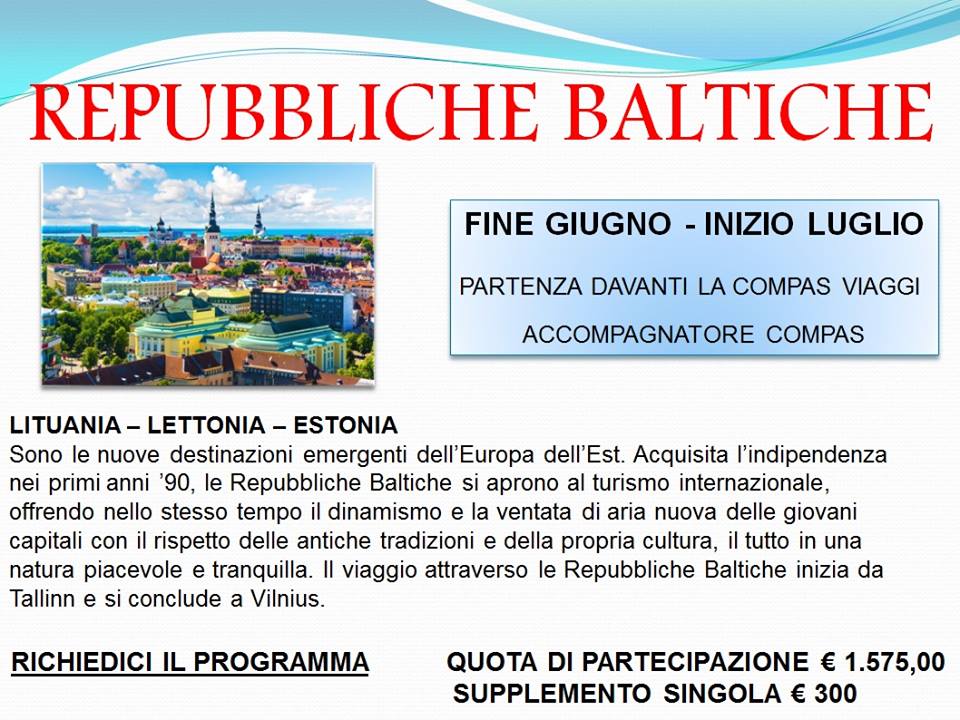 REPUBBLICHE BALTICHE
FINE GIUGNO - INIZIO LUGLIO
PARTENZA DAVANTI LA COMPAS VIAGGI
ACCOMPAGNATORE COMPAS
LITUANIA – LETTONIA – ESTONIA
Sono le nuove destinazioni emergenti dell’Europa dell’Est. Acquisita l’indipendenza
nei primi anni ’90, le Repubbliche Baltiche si aprono al turismo internazionale,
offrendo nello stesso tempo il dinamismo e la ventata di aria nuova delle giovani
capitali con il rispetto delle antiche tradizioni e della propria cultura, il tutto in una
natura piacevole e tranquilla. Il viaggio attraverso le Repubbliche Baltiche inizia da
Tallinn e si conclude a Vilnius.
RICHIEDICI IL PROGRAMMA
QUOTA DI PARTECIPAZIONE € 1.575,00
SUPPLEMENTO SINGOLA € 300